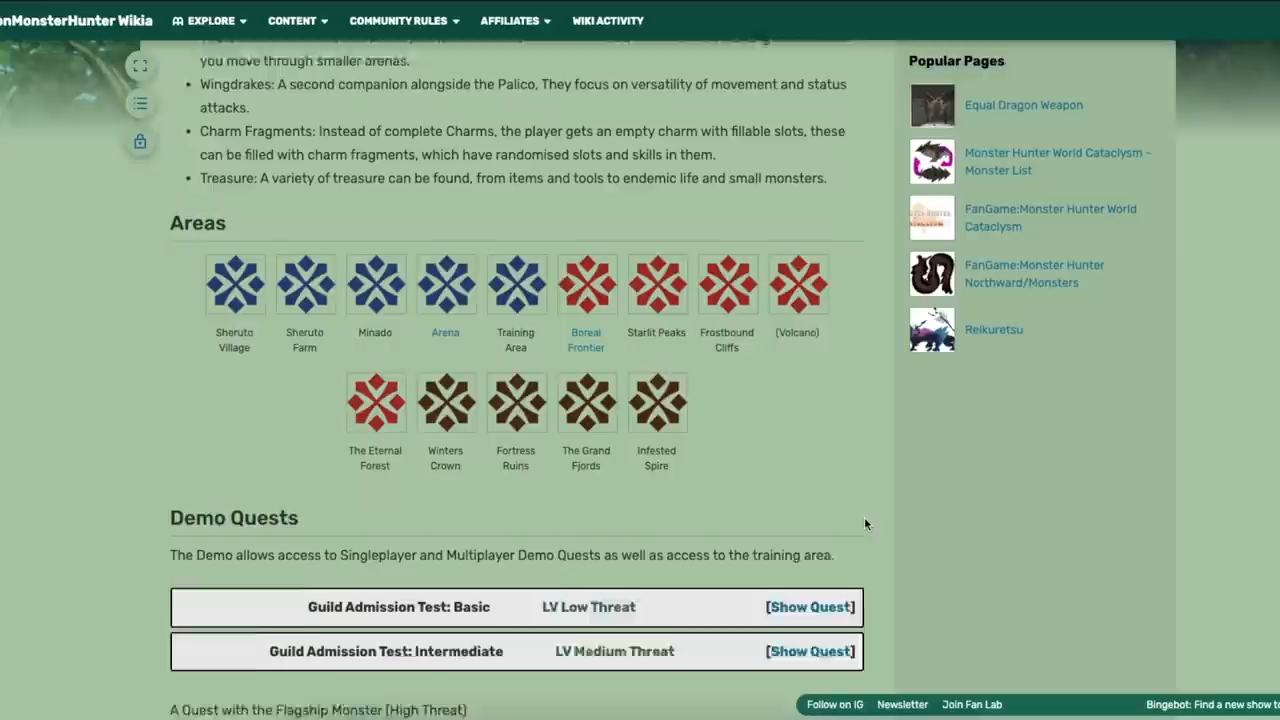 onMonsterHunter Wikia
EXPLORE
CONTENT
COMMUNITY RULES
AFFILIATES
WIKI ACTIVITY
you move through smaller arenas.
• Wingdrakes: A second companion alongside the Palico, They focus on versatility of movement and status
attacks.
• Charm Fragments: Instead of complete Charms, the player gets an empty charm with fillable slots, these
can be filled with charm fragments, which have randomised slots and skills in them.
• Treasure: A variety of treasure can be found, from items and tools to endemic life and small monsters.
Areas
Sheruto
Village
Sheruto
Farm
Minado
Arena
Training
Area
Boreal
Frontier
Starlit Peaks
Frostbound
Cliffs
(Volcano)
The Eternal
Forest
Winters
Crown
Fortress
Ruins
The Grand
Fjords
Infested
Spire
Demo Quests
The Demo allows access to Singleplayer and Multiplayer Demo Quests as well as access to the training area.
Guild Admission Test: Basic LV Low Threat [Show Quest]
Guild Admission Test: Intermediate LV Medium Threat [Show Quest]
A Quest with the Flagship Monster [High Threat]
Popular Pages
Equal Dragon Weapon
Monster Hunter World Cataclysm -
Monster List
FanGame:Monster Hunter World
Cataclysm
FanGame:Monster Hunter
Northward/Monsters
Reikuretsu
Follow on IG
Newsletter
Join Fan Lab
Bingebot: Find a new show to